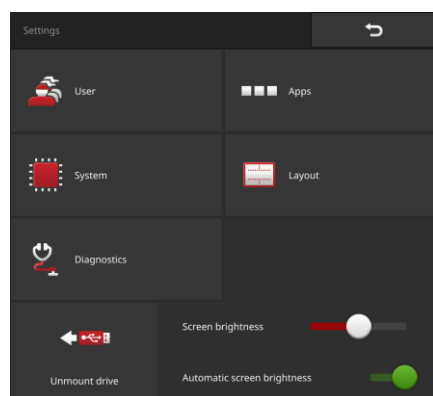 Settings
User
Apps
System
Layout
Diagnostics
Screen brightness
Unmount drive
Automatic screen brightness